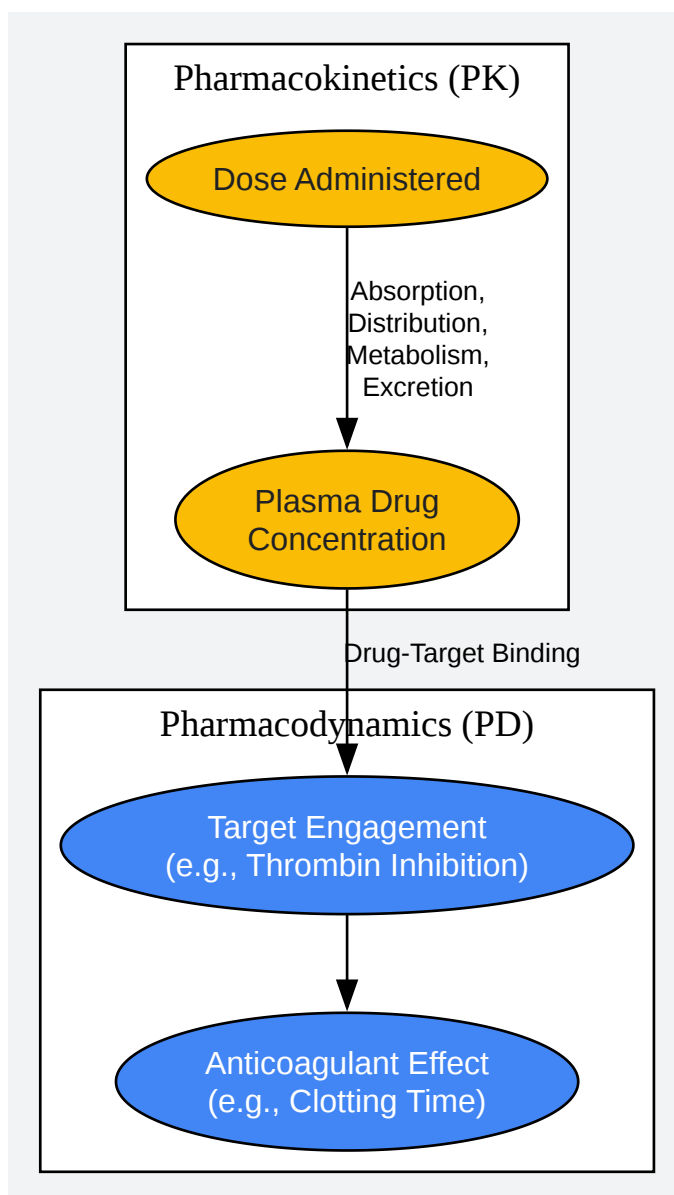 Pharmacokinetics (PK)
Dose Administered
Absorption,
Distribution,
Metabolism,
Excretion
Plasma Drug
Concentration
Drug-Target Binding
Pharmacodynamics (PD)
Target Engagement
(e.g., Thrombin Inhibition)
Anticoagulant Effect
(e.g., Clotting Time)